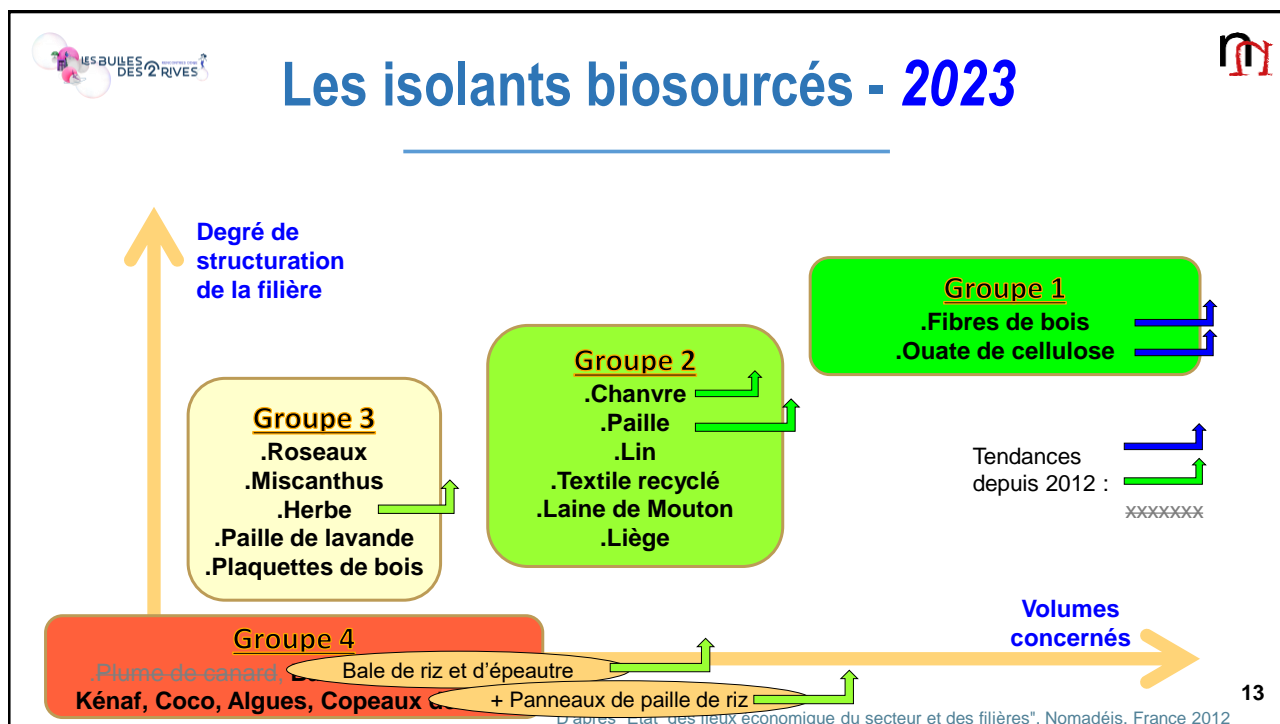 LES BULLES
DES 2 RIVES
Les isolants biosourcés - 2023
Degré de
structuration
de la filière
Groupe 1
.Fibres de bois
.Ouate de cellulose
Groupe 2
.Chanvre
.Paille
.Lin
.Textile recyclé
.Laine de Mouton
.Liège
Groupe 3
.Roseaux
.Miscanthus
.Herbe
.Paille de lavande
.Plaquettes de bois
Tendances
depuis 2012 :
xxxxxxx
Volumes
concernés
Groupe 4
.Plume de canard,
Bale de riz et d'épeautre
Kénaf, Coco, Algues, Copeaux
+ Panneaux de paille de riz
13
D'après "Etat des lieux économique du secteur et des filières", Nomadéis, France 2012